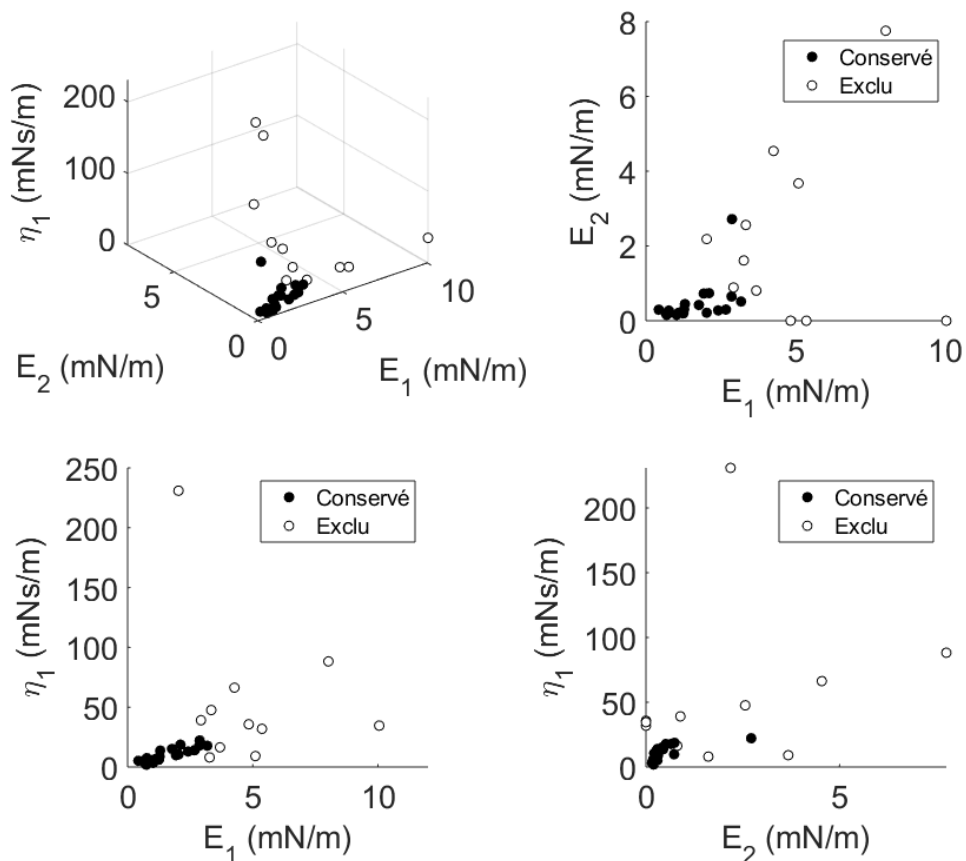 200
100
0
η₁ (mNs/m)
5
0
E₂ (mN/m)
0
5
10
E₁ (mN/m)
8
6
4
2
0
E₂ (mN/m)
Conservé
Exclu
0
5
10
E₁ (mN/m)
250
200
150
100
50
0
η₁ (mNs/m)
Conservé
Exclu
0
5
10
E₁ (mN/m)
200
150
100
50
0
η₁ (mNs/m)
Conservé
Exclu
0
5
E₂ (mN/m)